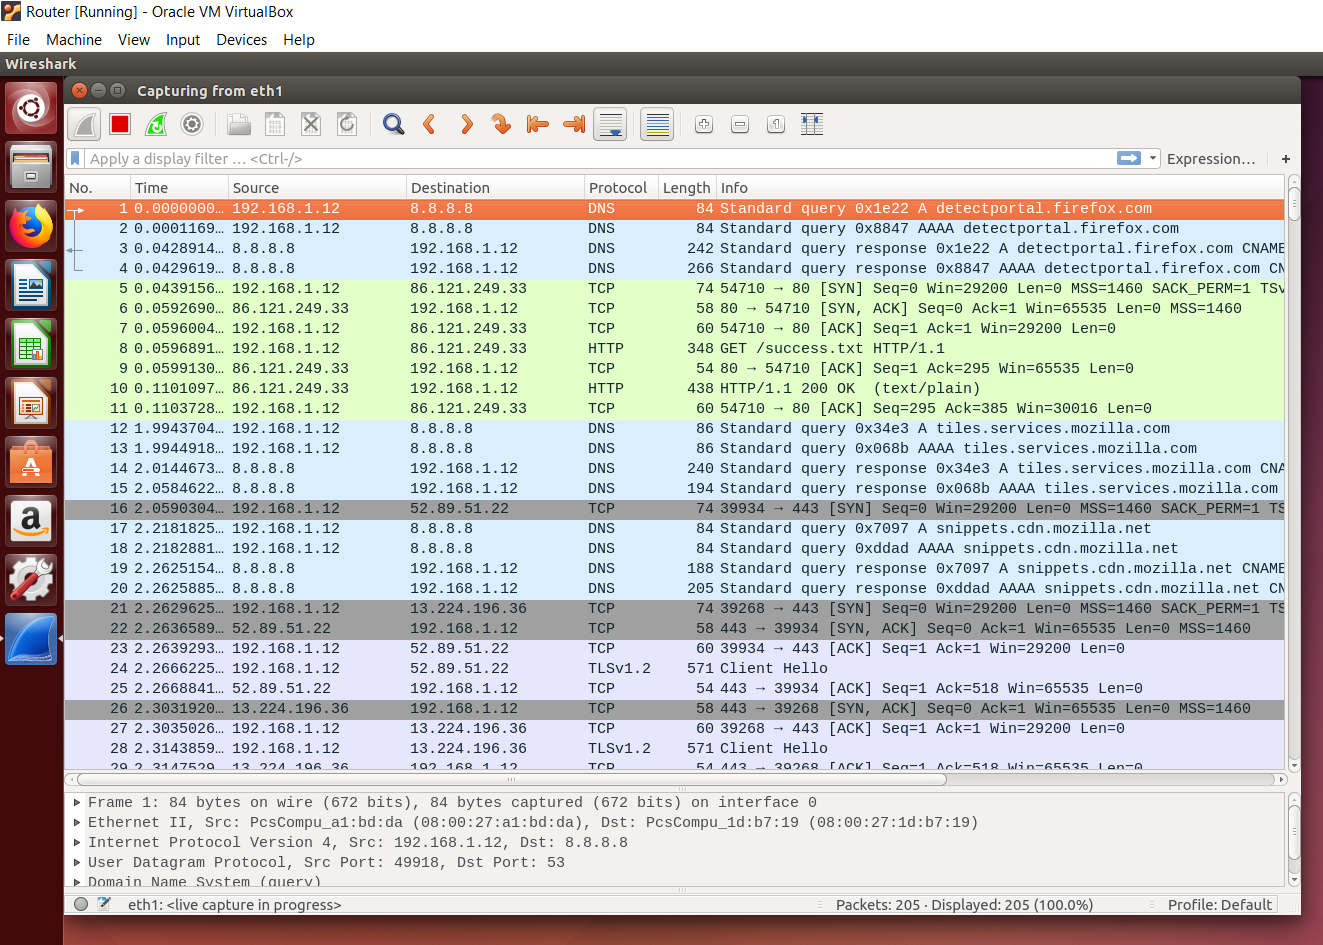 Router [Running] - Oracle VM VirtualBox
File Machine View Input Devices Help
Wireshark
Capturing from eth1
Apply a display filter … <Ctrl-/> Expression… +
No. Time Source Destination Protocol Length Info
1 0.0000000… 192.168.1.12 8.8.8.8 DNS 84 Standard query 0x1e22 A detectportal.firefox.com
2 0.0001169… 192.168.1.12 8.8.8.8 DNS 84 Standard query 0x8847 AAAA detectportal.firefox.com
3 0.0428914… 8.8.8.8 192.168.1.12 DNS 242 Standard query response 0x1e22 A detectportal.firefox.com CNAME
4 0.0429619… 8.8.8.8 192.168.1.12 DNS 266 Standard query response 0x8847 AAAA detectportal.firefox.com CN
5 0.0439156… 192.168.1.12 86.121.249.33 TCP 74 54710 → 80 [SYN] Seq=0 Win=29200 Len=0 MSS=1460 SACK_PERM=1 TSv
6 0.0592690… 86.121.249.33 192.168.1.12 TCP 58 80 → 54710 [SYN, ACK] Seq=0 Ack=1 Win=65535 Len=0 MSS=1460
7 0.0596004… 192.168.1.12 86.121.249.33 TCP 60 54710 → 80 [ACK] Seq=1 Ack=1 Win=29200 Len=0
8 0.0596891… 192.168.1.12 86.121.249.33 HTTP 348 GET /success.txt HTTP/1.1
9 0.0599130… 86.121.249.33 192.168.1.12 TCP 54 80 → 54710 [ACK] Seq=1 Ack=295 Win=65535 Len=0
10 0.1101097… 86.121.249.33 192.168.1.12 HTTP 438 HTTP/1.1 200 OK (text/plain)
11 0.1103728… 192.168.1.12 86.121.249.33 TCP 60 54710 → 80 [ACK] Seq=295 Ack=385 Win=30016 Len=0
12 1.9943704… 192.168.1.12 8.8.8.8 DNS 86 Standard query 0x34e3 A tiles.services.mozilla.com
13 1.9944918… 192.168.1.12 8.8.8.8 DNS 86 Standard query 0x068b AAAA tiles.services.mozilla.com
14 2.0144673… 8.8.8.8 192.168.1.12 DNS 240 Standard query response 0x34e3 A tiles.services.mozilla.com CNA
15 2.0584622… 8.8.8.8 192.168.1.12 DNS 194 Standard query response 0x068b AAAA tiles.services.mozilla.com
16 2.0590304… 192.168.1.12 52.89.51.22 TCP 74 39934 → 443 [SYN] Seq=0 Win=29200 Len=0 MSS=1460 SACK_PERM=1 TS
17 2.2181825… 192.168.1.12 8.8.8.8 DNS 84 Standard query 0x7097 A snippets.cdn.mozilla.net
18 2.2182881… 192.168.1.12 8.8.8.8 DNS 84 Standard query 0xddad AAAA snippets.cdn.mozilla.net
19 2.2625154… 8.8.8.8 192.168.1.12 DNS 188 Standard query response 0x7097 A snippets.cdn.mozilla.net CNAME
20 2.2625885… 8.8.8.8 192.168.1.12 DNS 205 Standard query response 0xddad AAAA snippets.cdn.mozilla.net CN
21 2.2629625… 192.168.1.12 13.224.196.36 TCP 74 39268 → 443 [SYN] Seq=0 Win=29200 Len=0 MSS=1460 SACK_PERM=1 TS
22 2.2636589… 52.89.51.22 192.168.1.12 TCP 58 443 → 39934 [SYN, ACK] Seq=0 Ack=1 Win=65535 Len=0 MSS=1460
23 2.2639293… 192.168.1.12 52.89.51.22 TCP 60 39934 → 443 [ACK] Seq=1 Ack=1 Win=29200 Len=0
24 2.2666225… 192.168.1.12 52.89.51.22 TLSv1.2 571 Client Hello
25 2.2668841… 52.89.51.22 192.168.1.12 TCP 54 443 → 39934 [ACK] Seq=1 Ack=518 Win=65535 Len=0
26 2.3031920… 13.224.196.36 192.168.1.12 TCP 58 443 → 39268 [SYN, ACK] Seq=0 Ack=1 Win=65535 Len=0 MSS=1460
27 2.3035026… 192.168.1.12 13.224.196.36 TCP 60 39268 → 443 [ACK] Seq=1 Ack=1 Win=29200 Len=0
28 2.3143859… 192.168.1.12 13.224.196.36 TLSv1.2 571 Client Hello
29 2.3147529… 13.224.196.36 192.168.1.12 TCP 54 443 → 39268 [ACK] Seq=1 Ack=518 Win=65535 Len=0
Frame 1: 84 bytes on wire (672 bits), 84 bytes captured (672 bits) on interface 0
Ethernet II, Src: PcsCompu_a1:bd:da (08:00:27:a1:bd:da), Dst: PcsCompu_1d:b7:19 (08:00:27:1d:b7:19)
Internet Protocol Version 4, Src: 192.168.1.12, Dst: 8.8.8.8
User Datagram Protocol, Src Port: 49918, Dst Port: 53
Domain Name System (query)
eth1: <live capture in progress> Packets: 205 · Displayed: 205 (100.0%) Profile: Default